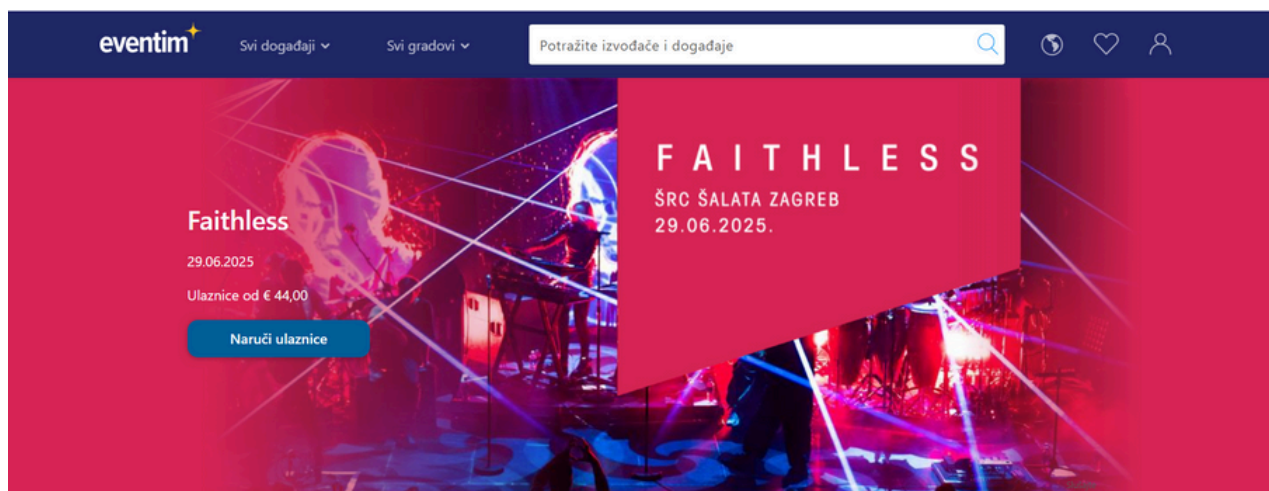 eventim
Svi događaji
Svi gradovi
Potražite izvođače i događaje
FAITHLESS
ŠRC ŠALATA ZAGREB
29.06.2025.
Faithless
29.06.2025
Ulaznice od € 44,00
Naruči ulaznice